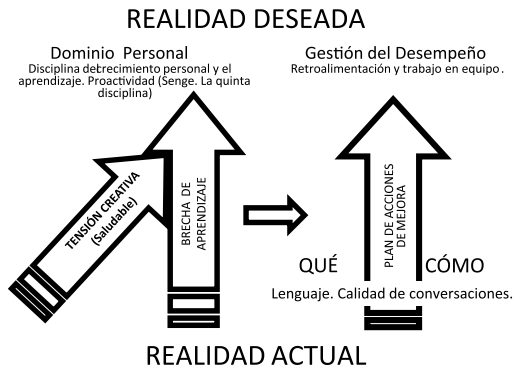 REALIDAD DESEADA
Dominio Personal
Disciplina decrecimiento personal y el
aprendizaje. Proactividad (Senge. La quinta
disciplina)
Gestión del Desempeño
Retroalimentación y trabajo en equipo.
TENSIÓN CREATIVA
(Saludable)
BRECHA DE
APRENDIZAJE
PLAN DE ACCIONES
DE MEJORA
QUÉ
CÓMO
Lenguaje. Calidad de conversaciones.
REALIDAD ACTUAL